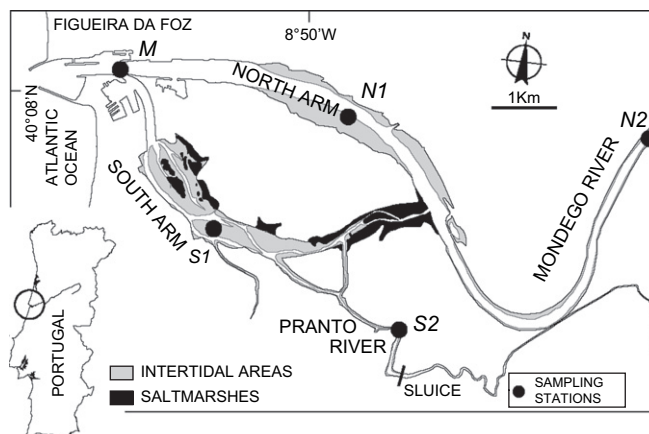 FIGUEIRA DA FOZ
8°50'W
M
N
NORTH ARM
N1
1Km
40°08'N
ATLANTIC
OCEAN
N2
SOUTH ARM
S1
MONDEGO RIVER
PRANTO
RIVER
S2
PORTUGAL
INTERTIDAL AREAS
SALTMARSHES
SLUICE
SAMPLING
STATIONS